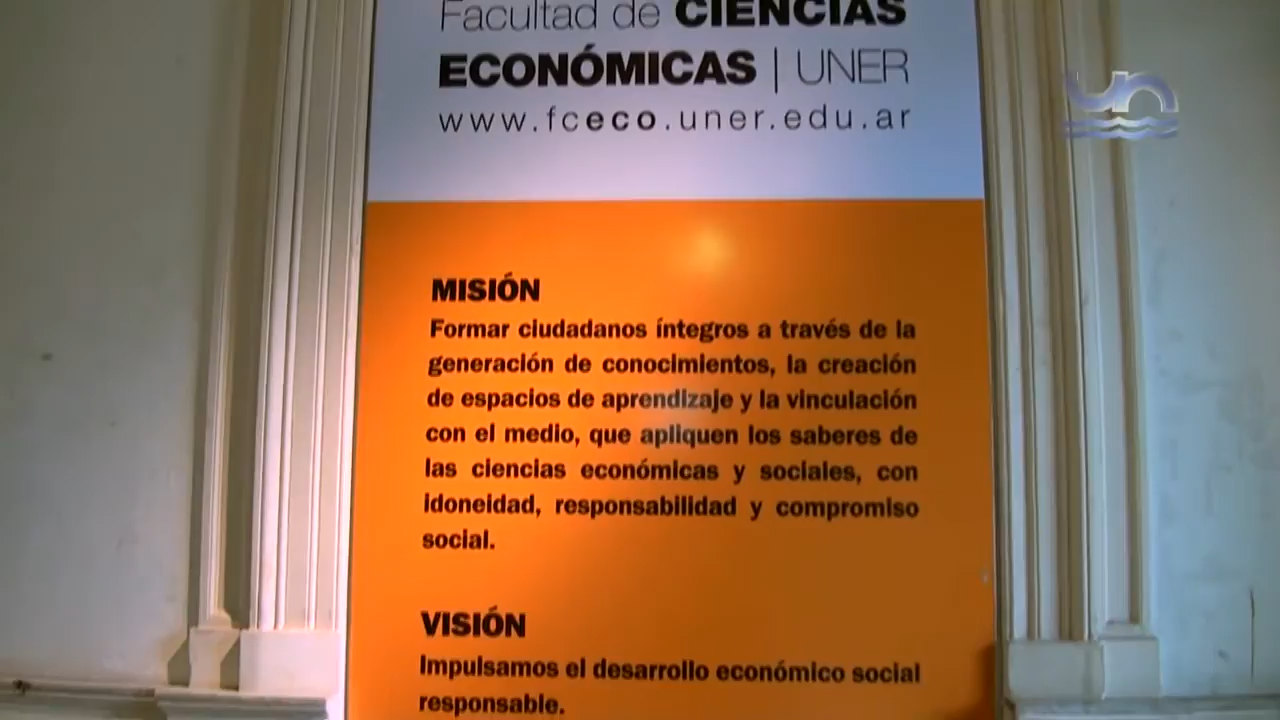 Facultad de CIENCIAS
ECONÓMICAS | UNER
www.fceco.uner.edu.ar
un
MISIÓN
Formar ciudadanos íntegros a través de la
generación de conocimientos, la creación
de espacios de aprendizaje y la vinculación
con el medio, que apliquen los saberes de
las ciencias económicas y sociales, con
idoneidad, responsabilidad y compromiso
social.
VISIÓN
Impulsamos el desarrollo económico social
responsable.